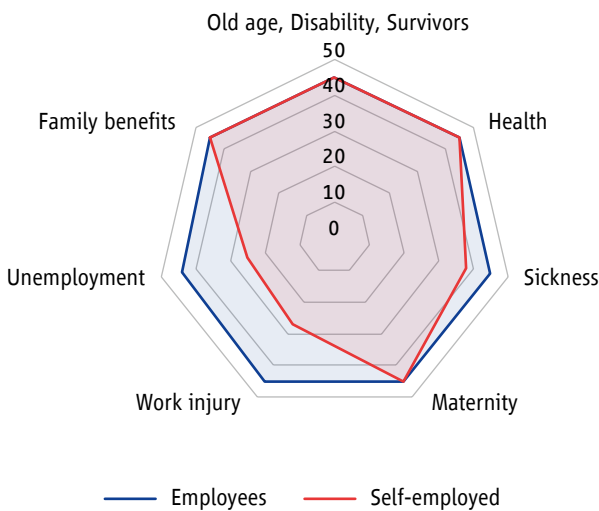 Old age, Disability, Survivors
50
40
30
20
10
0
Family benefits
Health
Unemployment
Sickness
Work injury
Maternity
Employees
Self-employed